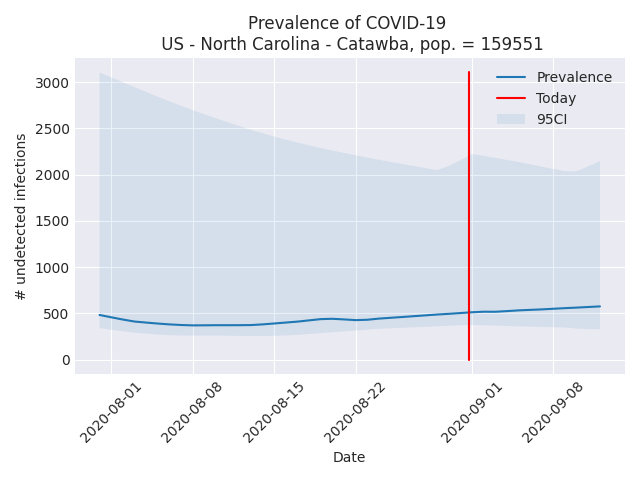 Prevalence of COVID-19
US - North Carolina - Catawba, pop. = 159551
Prevalence
Today
95CI
3000
2500
2000
1500
1000
500
0
# undetected infections
2020-08-01
2020-08-08
2020-08-15
2020-08-22
2020-09-01
2020-09-08
Date